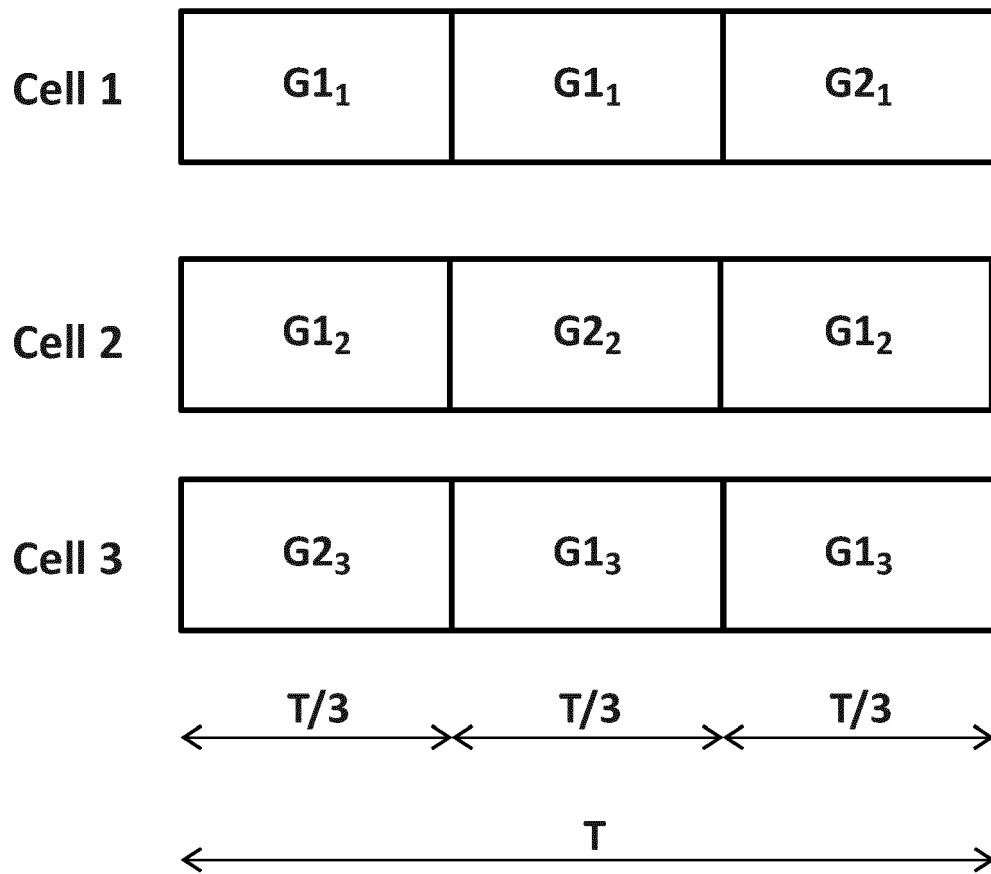 Cell 1 G1₁ G1₁ G2₁
Cell 2 G1₂ G2₂ G1₂
Cell 3 G2₃ G1₃ G1₃
T/3 T/3 T/3
T